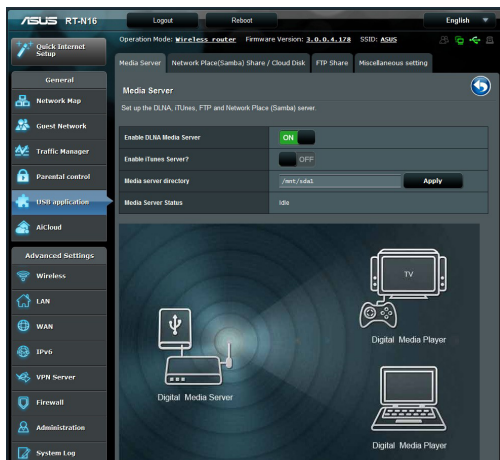 ASUS RT-N16
Logout
Reboot
English
Quick Internet
Setup
Operation Mode: Wireless router Firmware Version: 3.0.0.4.178 SSID: ASUS
Media Server
Network Place(Samba) Share / Cloud Disk
FTP Share
Miscellaneous setting
General
Network Map
Guest Network
Traffic Manager
Parental control
USB application
AiCloud
Advanced Settings
Wireless
LAN
WAN
IPv6
VPN Server
Firewall
Administration
System Log
Media Server
Set up the DLNA, iTunes, FTP and Network Place (Samba) server.
Enable DLNA Media Server
ON
Enable iTunes Server?
OFF
Media server directory
/mnt/sda1
Apply
Media Server Status
Idle
TV
Digital Media Player
Digital Media Server
Digital Media Player